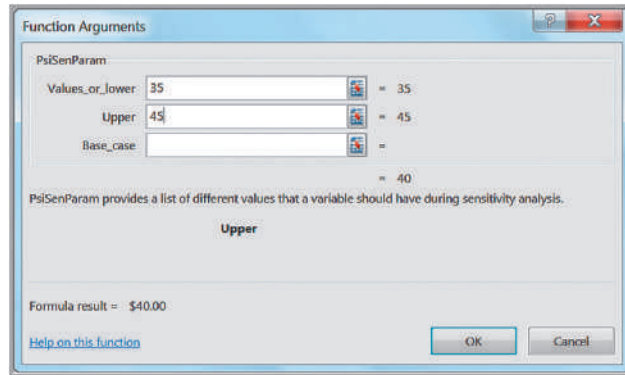 Function Arguments
?
X
PsiSenParam
Values_or_lower 35 = 35
Upper 45 = 45
Base_case =
= 40
PsiSenParam provides a list of different values that a variable should have during sensitivity analysis.
Upper
Formula result = $40.00
Help on this function
OK Cancel